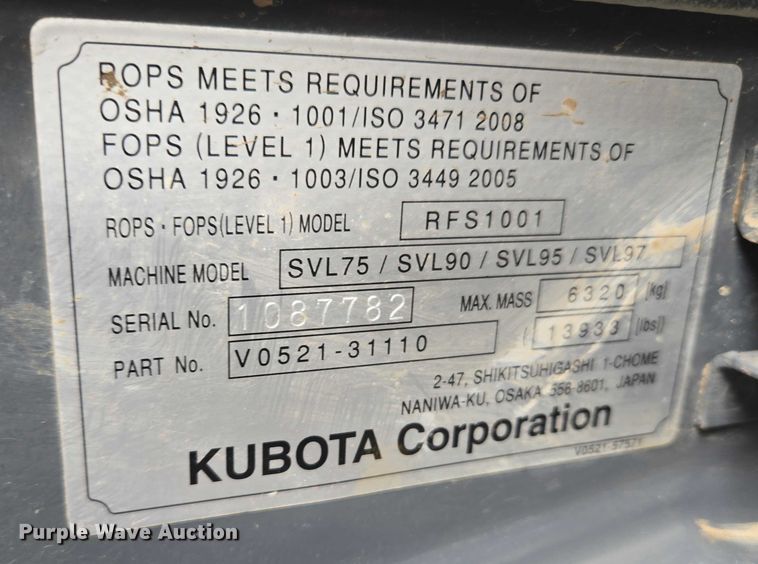 ROPS MEETS REQUIREMENTS OF
OSHA 1926・1001/ISO 3471 2008
FOPS (LEVEL 1) MEETS REQUIREMENTS OF
OSHA 1926・1003/ISO 3449 2005
ROPS・FOPS(LEVEL 1) MODEL RFS1001
MACHINE MODEL SVL75 / SVL90 / SVL95 / SVL97
SERIAL No. 1087782 MAX. MASS 6320 [kg]
PART No. V0521-31110 ( 13933 [lbs])
2-47, SHIKITSUHIGASHI 1-CHOME
NANIWA-KU, OSAKA 556-8601, JAPAN
KUBOTA Corporation
V0521-57571
Purple Wave Auction